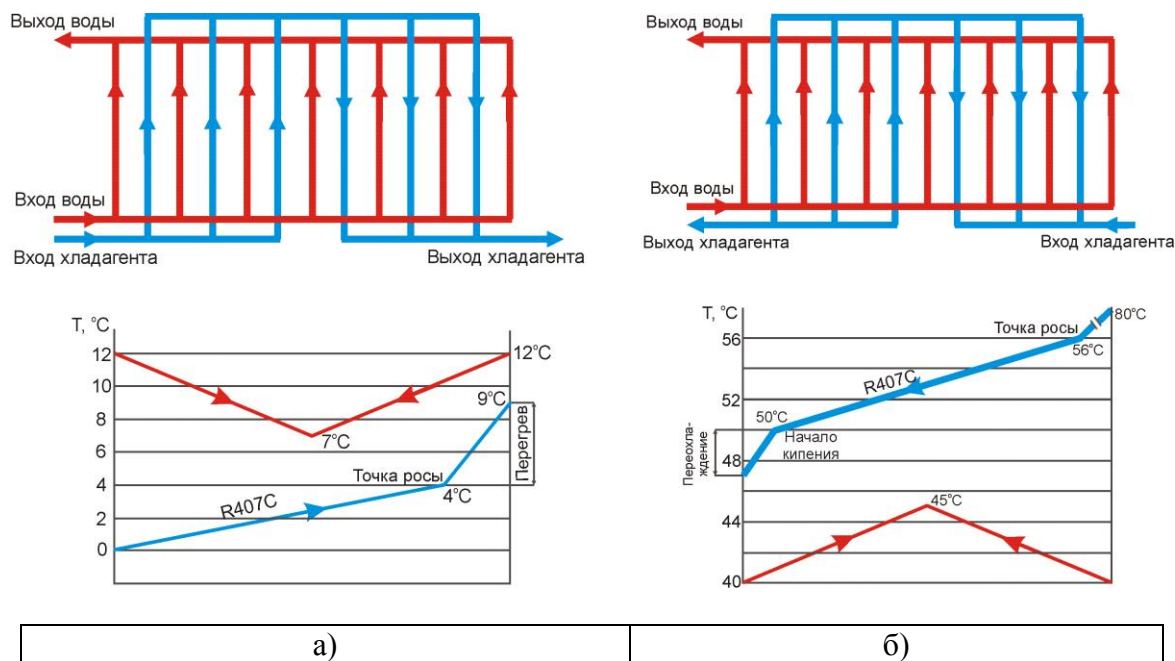 Выход воды
Вход воды
Вход хладагента
Выход хладагента
Выход воды
Вход воды
Выход хладагента
Вход хладагента
T, °C
12
10
8
6
4
2
0
12°C
9°C
7°C
Перегрев
Точка росы
4°C
R407C
T, °C
56
52
48
44
40
Точка росы
80°C
56°C
R407C
50°C
Начало
кипения
Переохла-
ждение
45°C
а)
б)